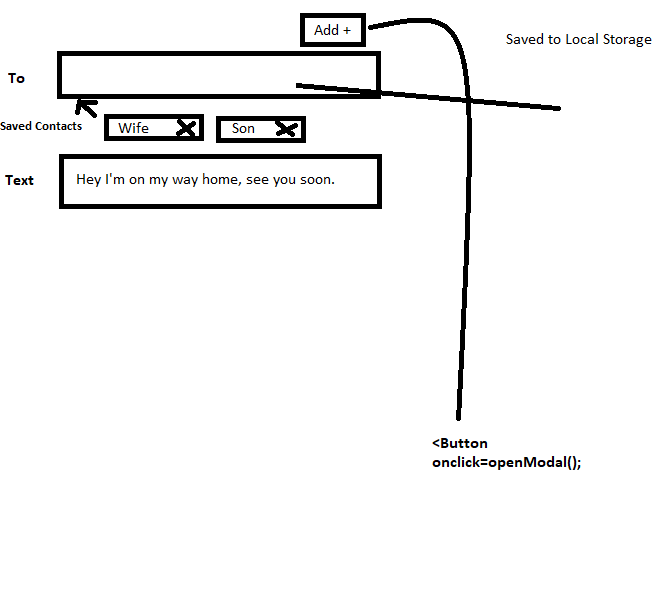 Add +
Saved to Local Storage
To
Saved Contacts
Wife
Son
Text
Hey I'm on my way home, see you soon.
<Button
onclick=openModal();